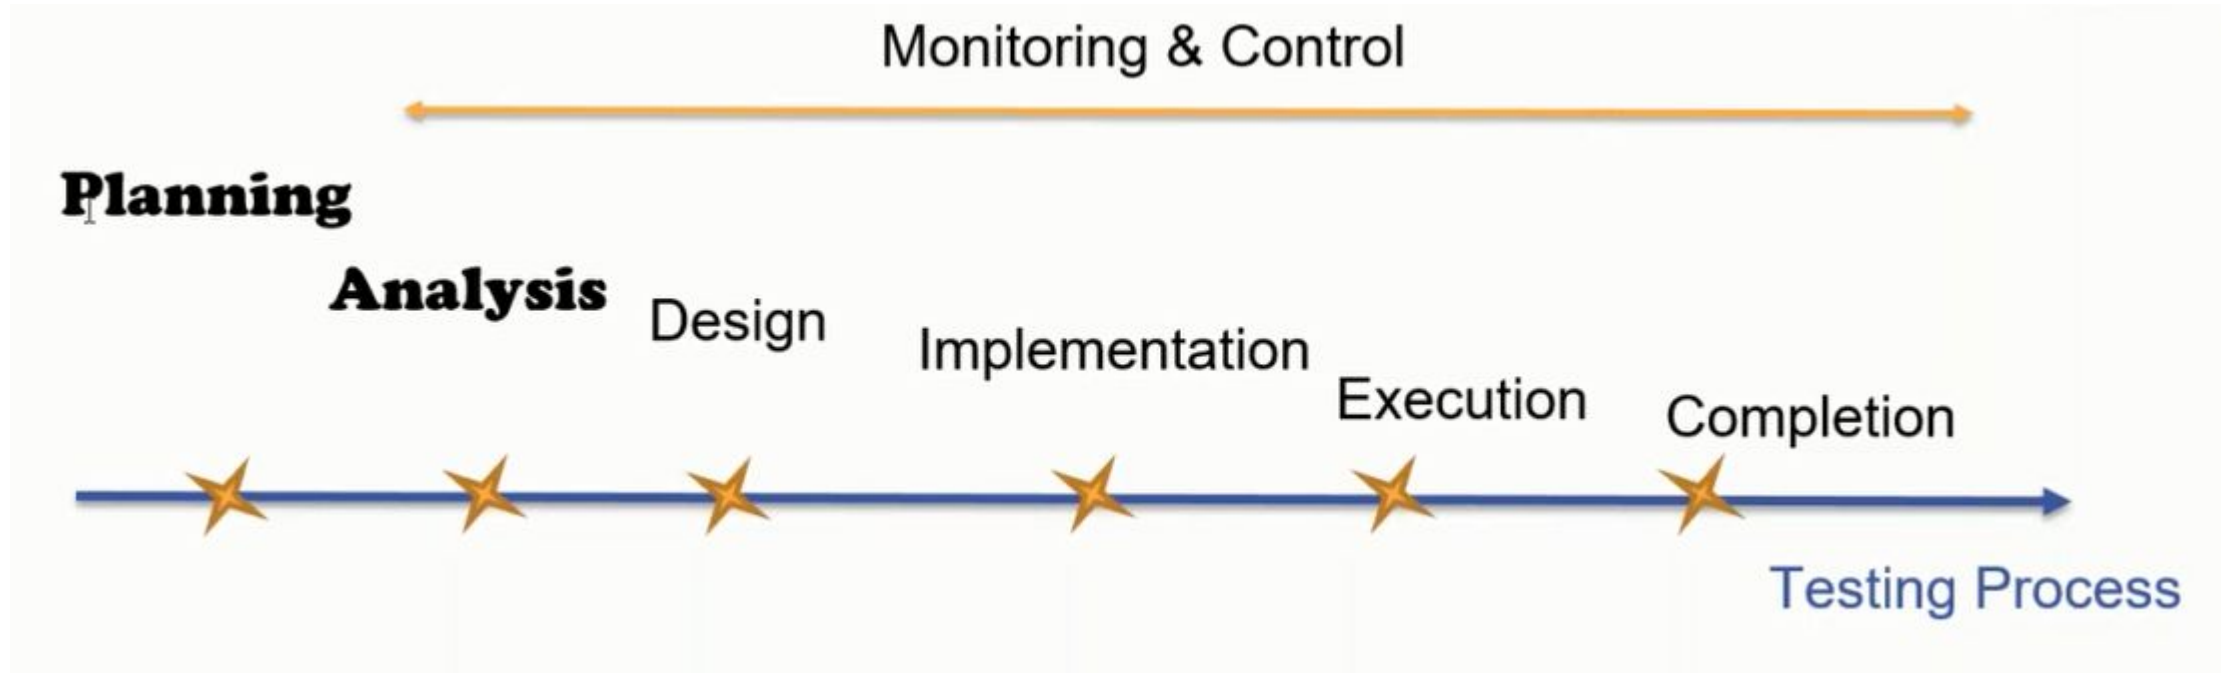 Monitoring & Control
Planning
Analysis
Design
Implementation
Execution
Completion
Testing Process